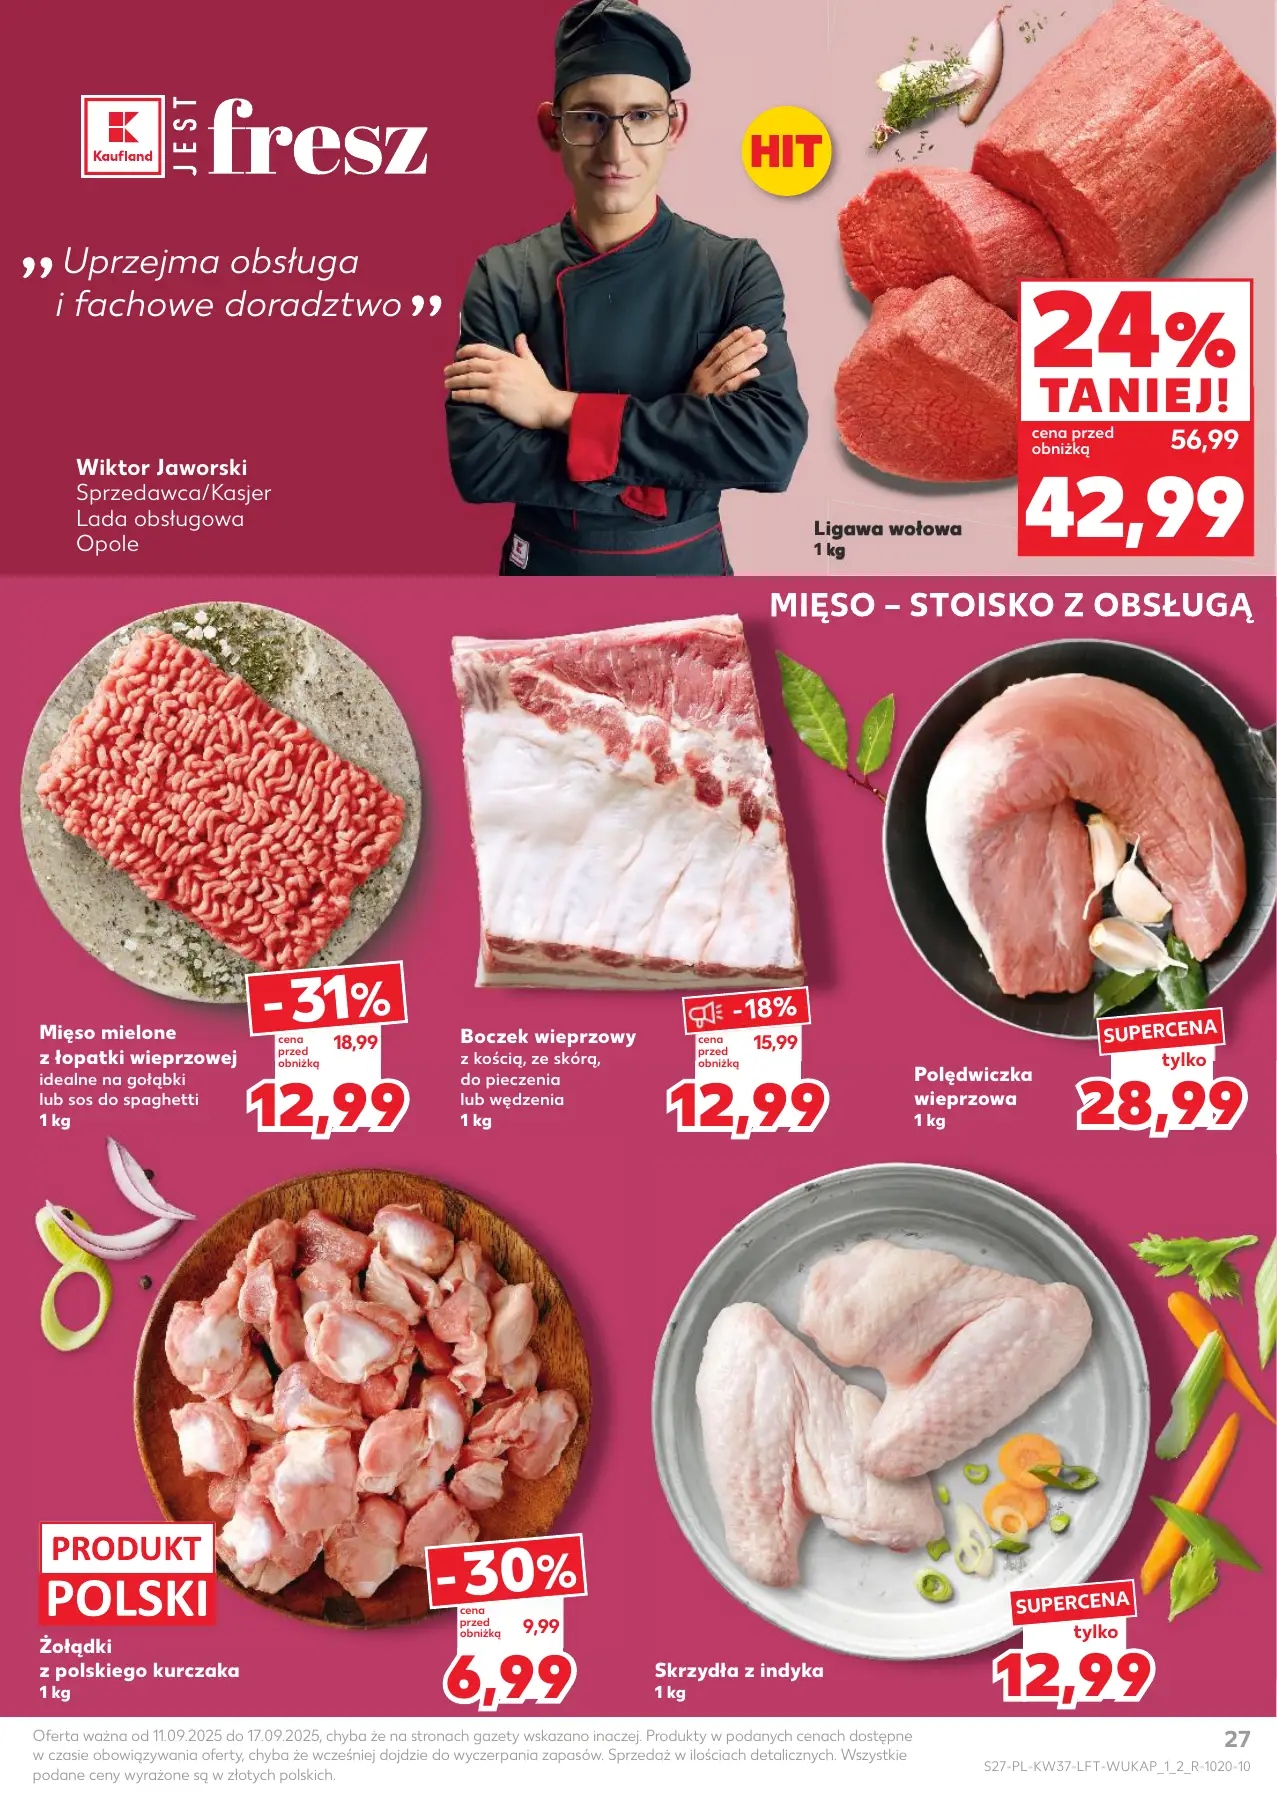 Kaufland
JEST
fresz
„Uprzejma obsługa
i fachowe doradztwo”
Wiktor Jaworski
Sprzedawca/Kasjer
Lada obsługowa
Opole
HIT
24%
TANIEJ!
cena przed
obniżką
56,99
42,99
Ligawa wołowa
1 kg
MIĘSO – STOISKO Z OBSŁUGĄ
Mięso mielone
z łopatki wieprzowej
idealne na gołąbki
lub sos do spaghetti
1 kg
-31%
cena
przed
obniżką
18,99
12,99
Boczek wieprzowy
z kością, ze skórą,
do pieczenia
lub wędzenia
1 kg
-18%
cena
przed
obniżką
15,99
12,99
Polędwiczka
wieprzowa
1 kg
SUPERCENA
tylko
28,99
PRODUKT
POLSKI
Żołądki
z polskiego kurczaka
1 kg
-30%
cena
przed
obniżką
9,99
6,99
Skrzydła z indyka
1 kg
SUPERCENA
tylko
12,99
Oferta ważna od 11.09.2025 do 17.09.2025, chyba że na stronach gazety wskazano inaczej. Produkty w podanych cenach dostępne
w czasie obowiązywania oferty, chyba że wcześniej dojdzie do wyczerpania zapasów. Sprzedaż w ilościach detalicznych. Wszystkie
podane ceny wyrażone są w złotych polskich.
27
S27-PL-KW37-LFT-WUKAP_1_2_R-1020-10